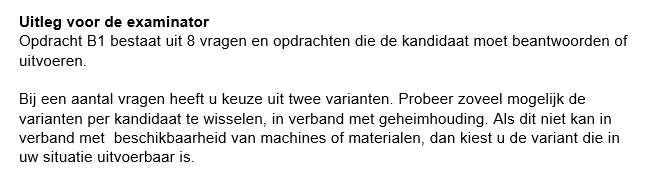 Uitleg voor de examinator
Opdracht B1 bestaat uit 8 vragen en opdrachten die de kandidaat moet beantwoorden of
uitvoeren.
Bij een aantal vragen heeft u keuze uit twee varianten. Probeer zoveel mogelijk de
varianten per kandidaat te wisselen, in verband met geheimhouding. Als dit niet kan in
verband met  beschikbaarheid van machines of materialen, dan kiest u de variant die in
uw situatie uitvoerbaar is.